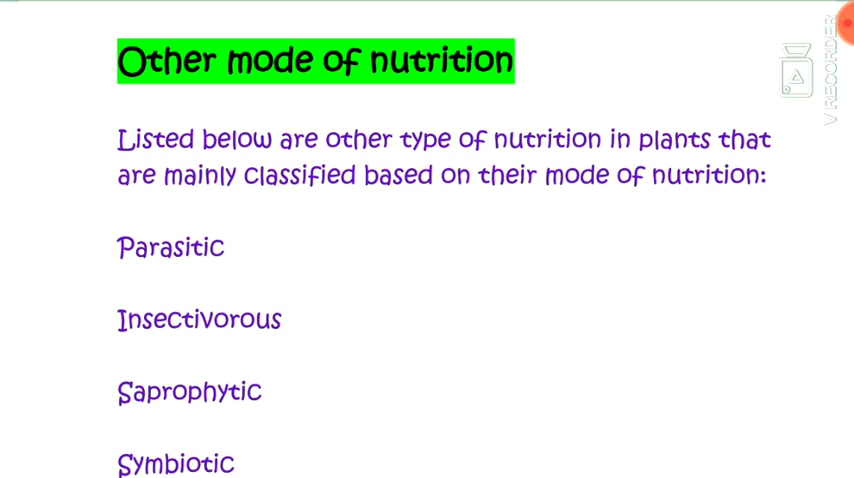 Other mode of nutrition
Listed below are other type of nutrition in plants that
are mainly classified based on their mode of nutrition:
Parasitic
Insectivorous
Saprophytic
Symbiotic
V RECORDER